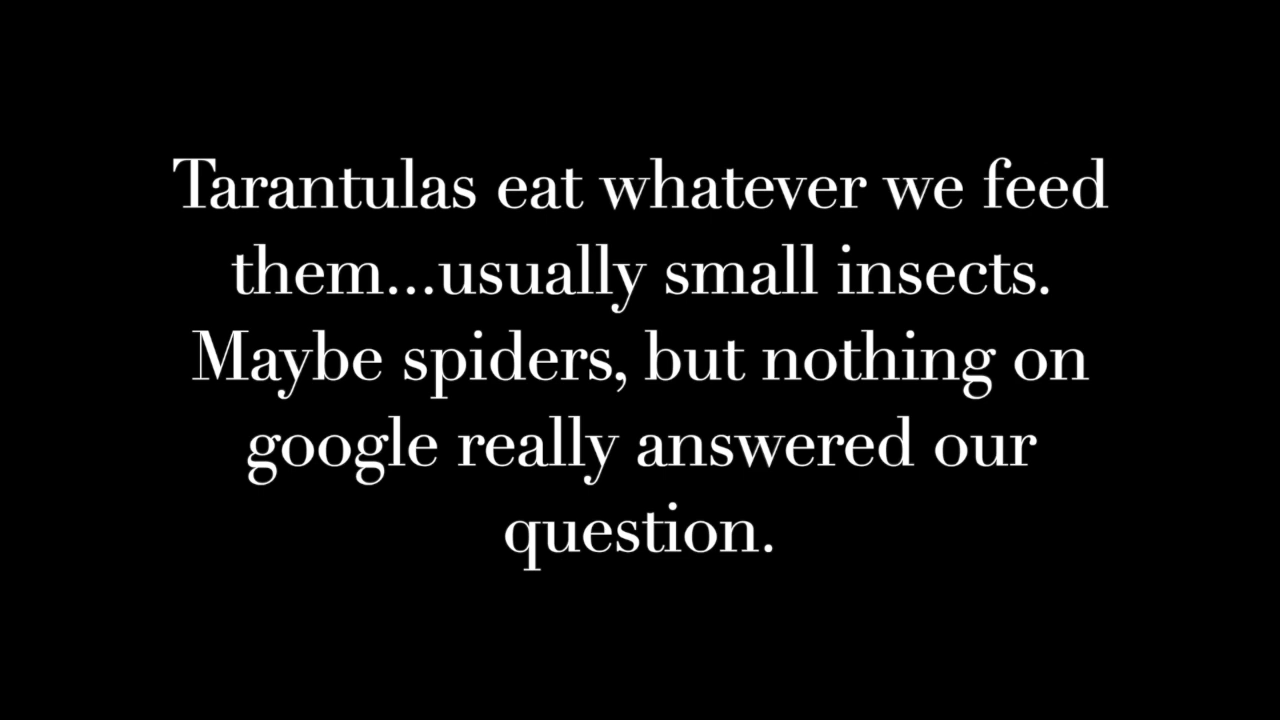 Tarantulas eat whatever we feed
them...usually small insects.
Maybe spiders, but nothing on
google really answered our
question.